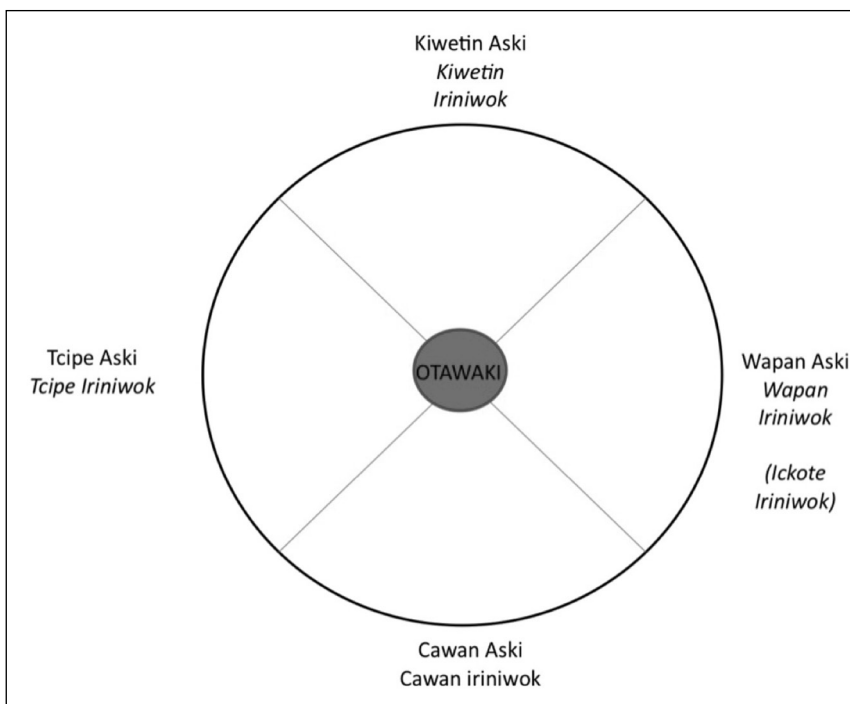 Kiwetin Aski
Kiwetin
Iriniwok
Tcipe Aski
Tcipe Iriniwok
OTAWAKI
Wapan Aski
Wapan
Iriniwok
(Ickote
Iriniwok)
Cawan Aski
Cawan iriniwok